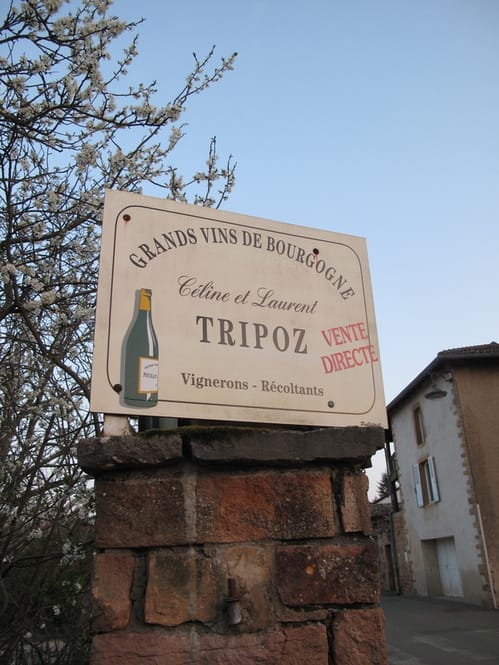 GRANDS VINS DE BOURGOGNE
Céline et Laurent
TRIPOZ
VENTE
DIRECTE
Vignerons - Récoltants